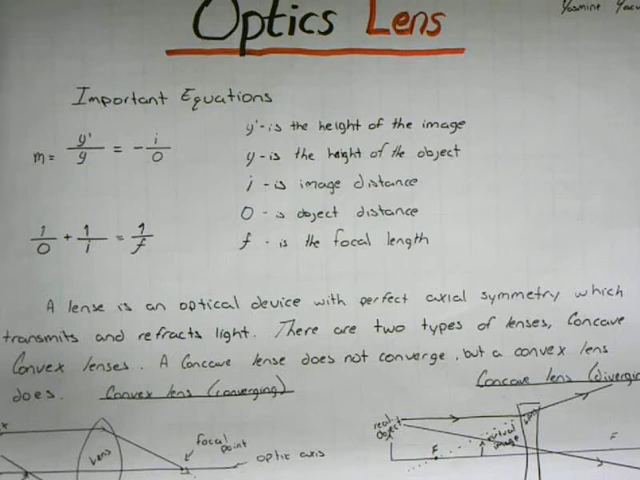 Optics Lens
Yasmine
Important Equations
m = y'/y = - i/o
y' - is the height of the image
y - is the height of the object
i - is image distance
O - is object distance
1/O + 1/i = 1/f
f - is the focal length
A lense is an optical device with perfect axial symmetry which
transmits and refracts light. There are two types of lenses, Concave
Convex lenses. A Concave lense does not converge, but a convex lens
does. Convex lens (converging)
Concave lens (diverging
real object
lens
virtual image
F
F
Lens
focal point
optic axis